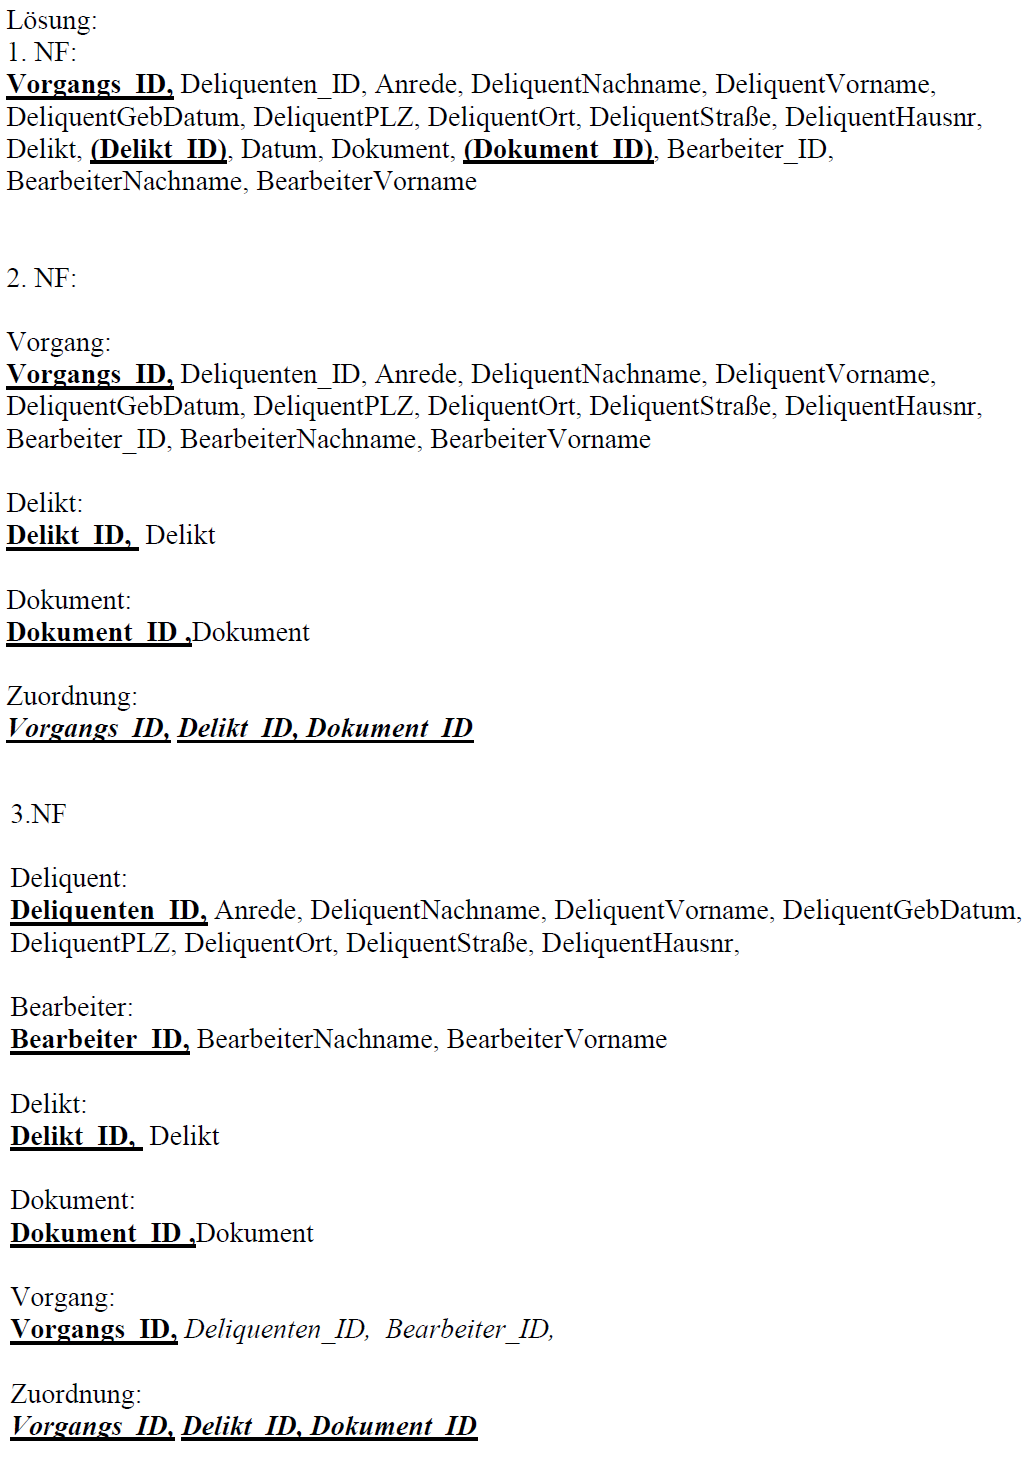 Lösung:
1. NF:
Vorgangs_ID, Deliquenten_ID, Anrede, DeliquentNachname, DeliquentVorname,
DeliquentGebDatum, DeliquentPLZ, DeliquentOrt, DeliquentStraße, DeliquentHausnr,
Delikt, (Delikt_ID), Datum, Dokument, (Dokument_ID), Bearbeiter_ID,
BearbeiterNachname, BearbeiterVorname
2. NF:
Vorgang:
Vorgangs_ID, Deliquenten_ID, Anrede, DeliquentNachname, DeliquentVorname,
DeliquentGebDatum, DeliquentPLZ, DeliquentOrt, DeliquentStraße, DeliquentHausnr,
Bearbeiter_ID, BearbeiterNachname, BearbeiterVorname
Delikt:
Delikt_ID, Delikt
Dokument:
Dokument_ID ,Dokument
Zuordnung:
Vorgangs_ID, Delikt_ID, Dokument_ID
3.NF
Deliquent:
Deliquenten_ID, Anrede, DeliquentNachname, DeliquentVorname, DeliquentGebDatum,
DeliquentPLZ, DeliquentOrt, DeliquentStraße, DeliquentHausnr,
Bearbeiter:
Bearbeiter_ID, BearbeiterNachname, BearbeiterVorname
Delikt:
Delikt_ID, Delikt
Dokument:
Dokument_ID ,Dokument
Vorgang:
Vorgangs_ID, Deliquenten_ID, Bearbeiter_ID,
Zuordnung:
Vorgangs_ID, Delikt_ID, Dokument_ID